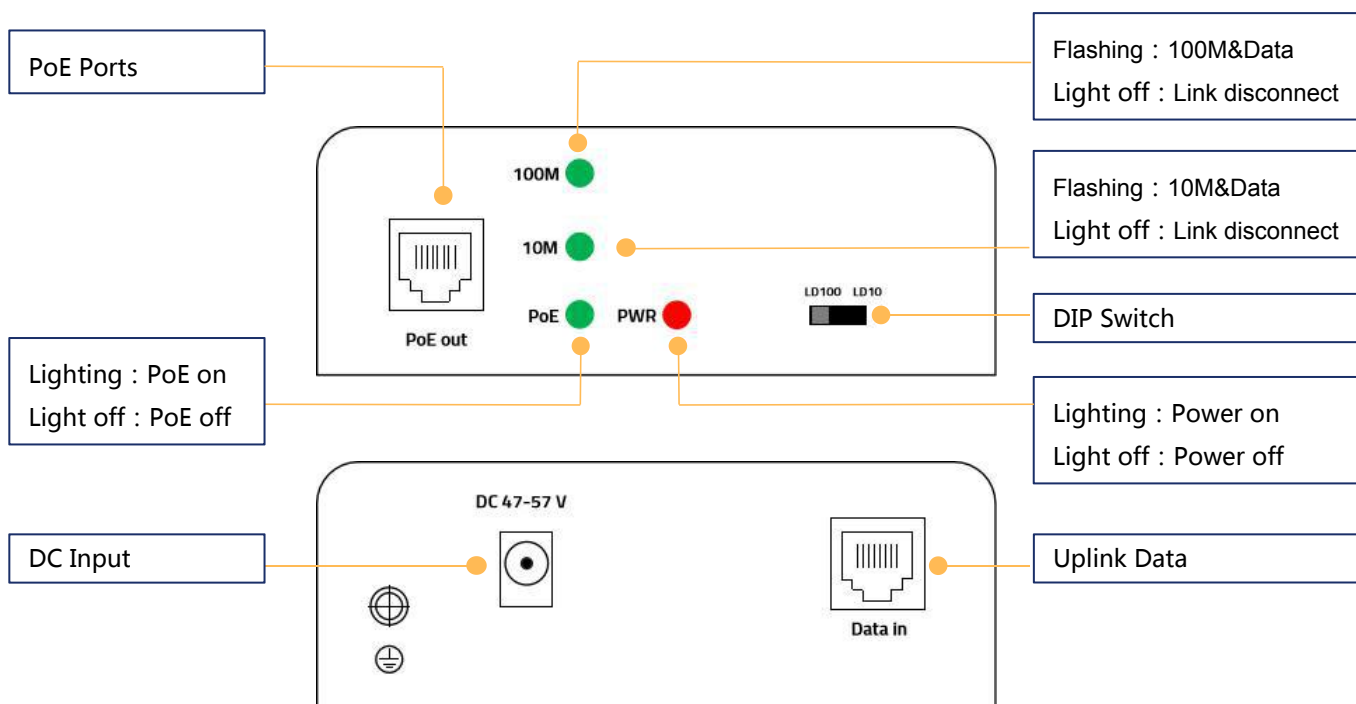 PoE Ports
Flashing：100M&Data
Light off：Link disconnect
100M
Flashing：10M&Data
Light off：Link disconnect
10M
LD100 LD10
DIP Switch
PoE
PWR
PoE out
Lighting：PoE on
Light off：PoE off
Lighting：Power on
Light off：Power off
DC 47-57 V
DC Input
Uplink Data
Data in